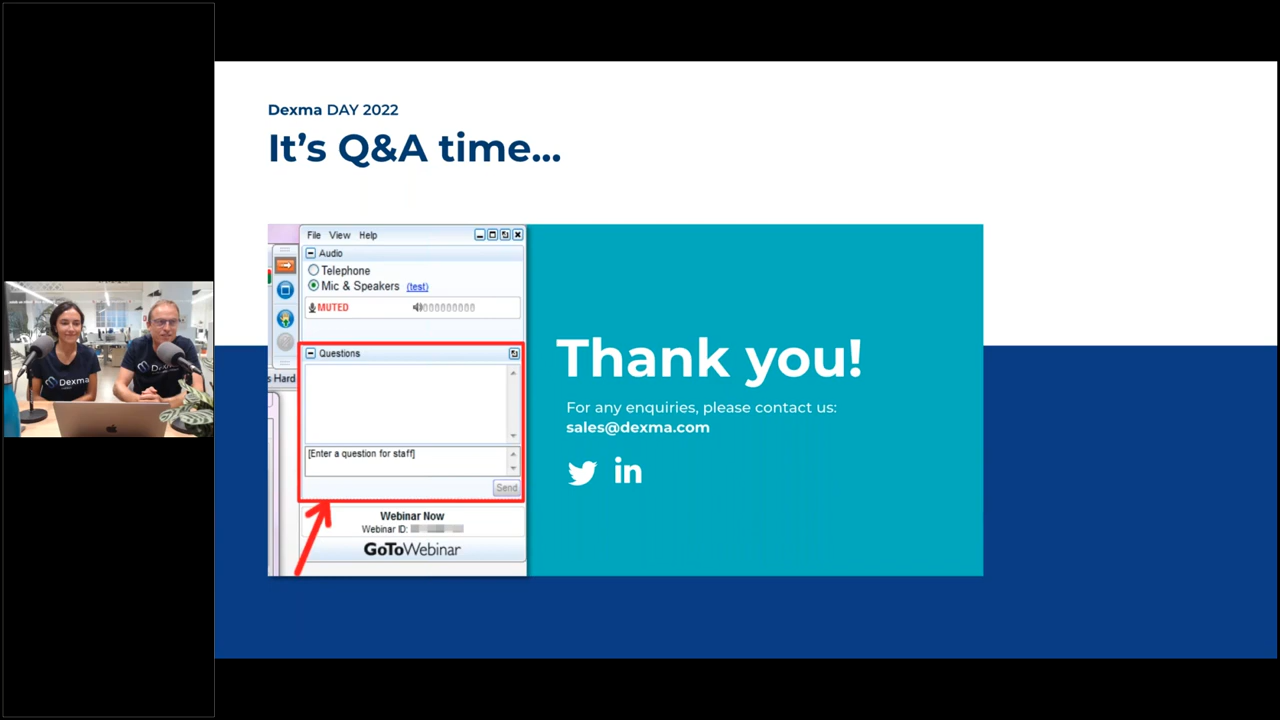 Dexma DAY 2022
It's Q&A time...
File View Help
Audio
Telephone
Mic & Speakers (test)
MUTED
Questions
s Hard
[Enter a question for staff]
Send
Webinar Now
Webinar ID:
GoToWebinar
Thank you!
For any enquiries, please contact us:
sales@dexma.com
in
Dexma
Dexma